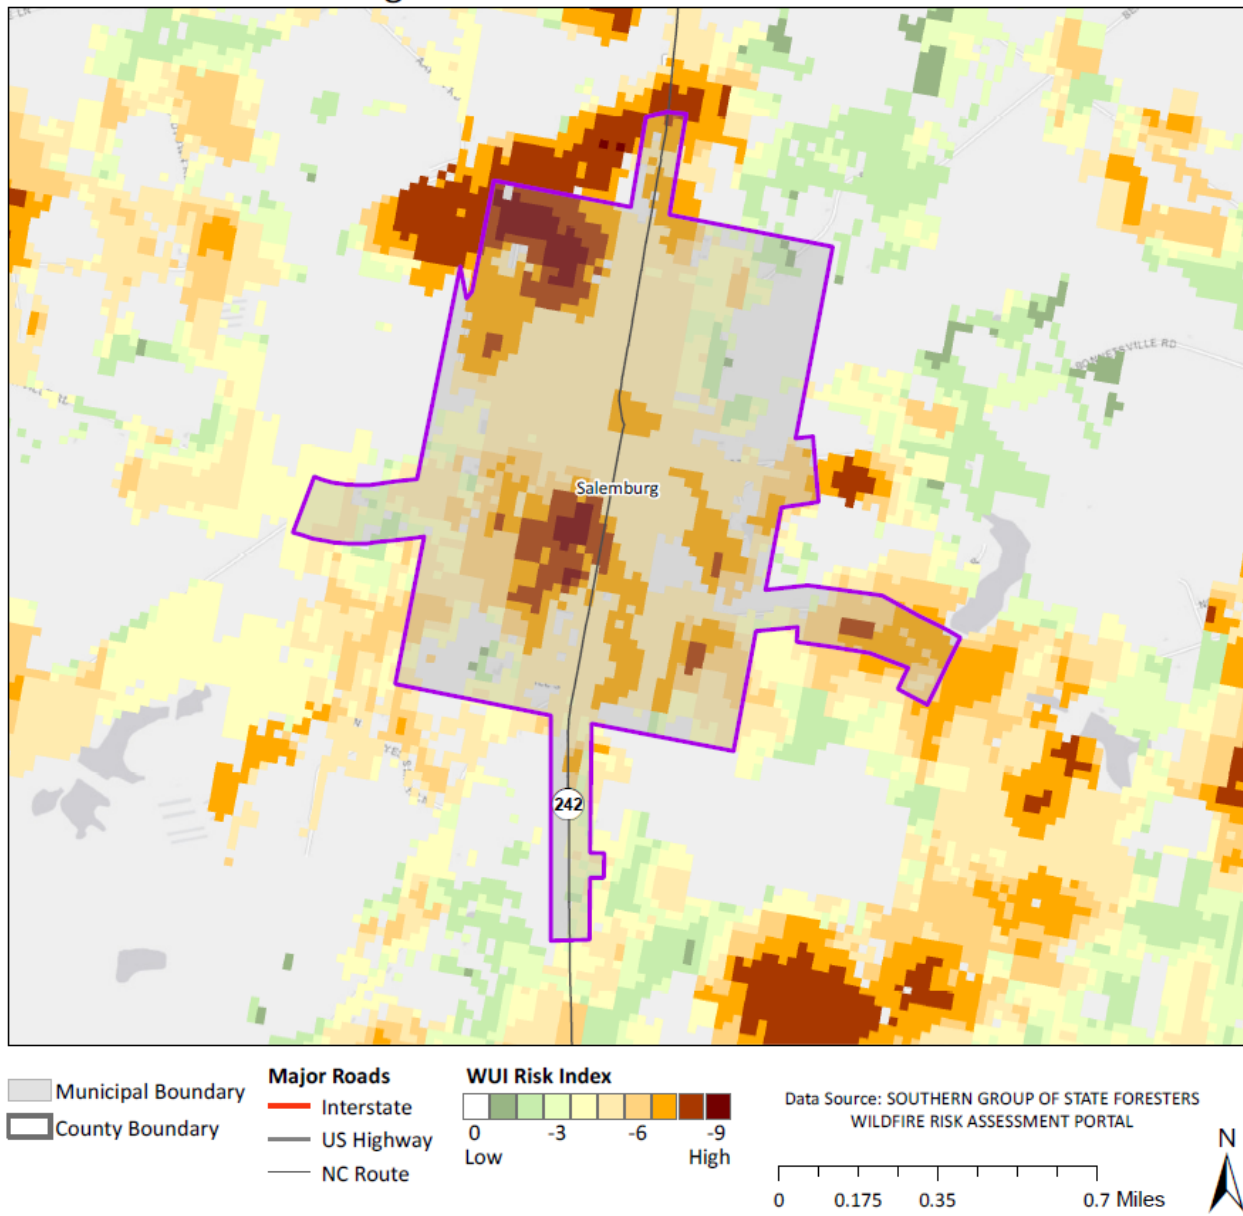 BONNETSVILLE RD
Salemburg
242
Municipal Boundary
County Boundary
Major Roads
Interstate
US Highway
NC Route
WUI Risk Index
0 -3 -6 -9
Low High
Data Source: SOUTHERN GROUP OF STATE FORESTERS
WILDFIRE RISK ASSESSMENT PORTAL
N
0 0.175 0.35 0.7 Miles